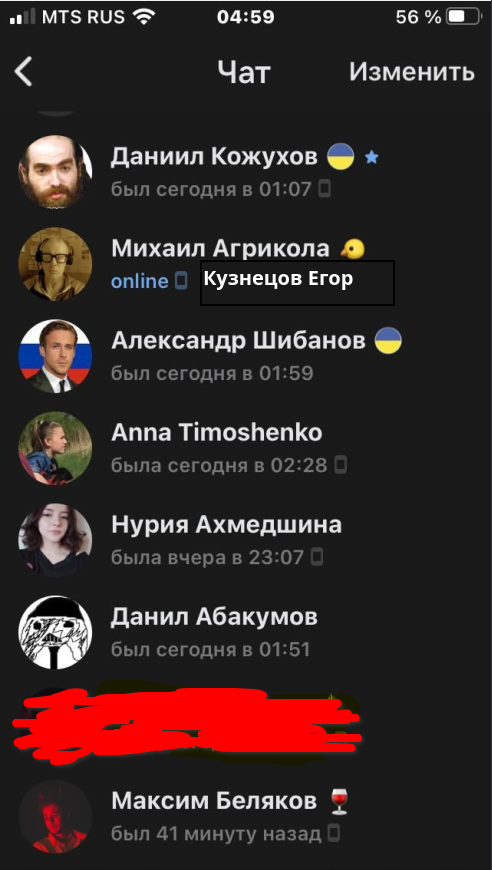 MTS RUS 04:59 56 %
Чат Изменить
Даниил Кожухов
был сегодня в 01:07
Михаил Агрикола
online Кузнецов Егор
Александр Шибанов
был сегодня в 01:59
Anna Timoshenko
была сегодня в 02:28
Нурия Ахмедшина
была вчера в 23:07
Данил Абакумов
был сегодня в 01:51
Максим Беляков
был 41 минуту назад